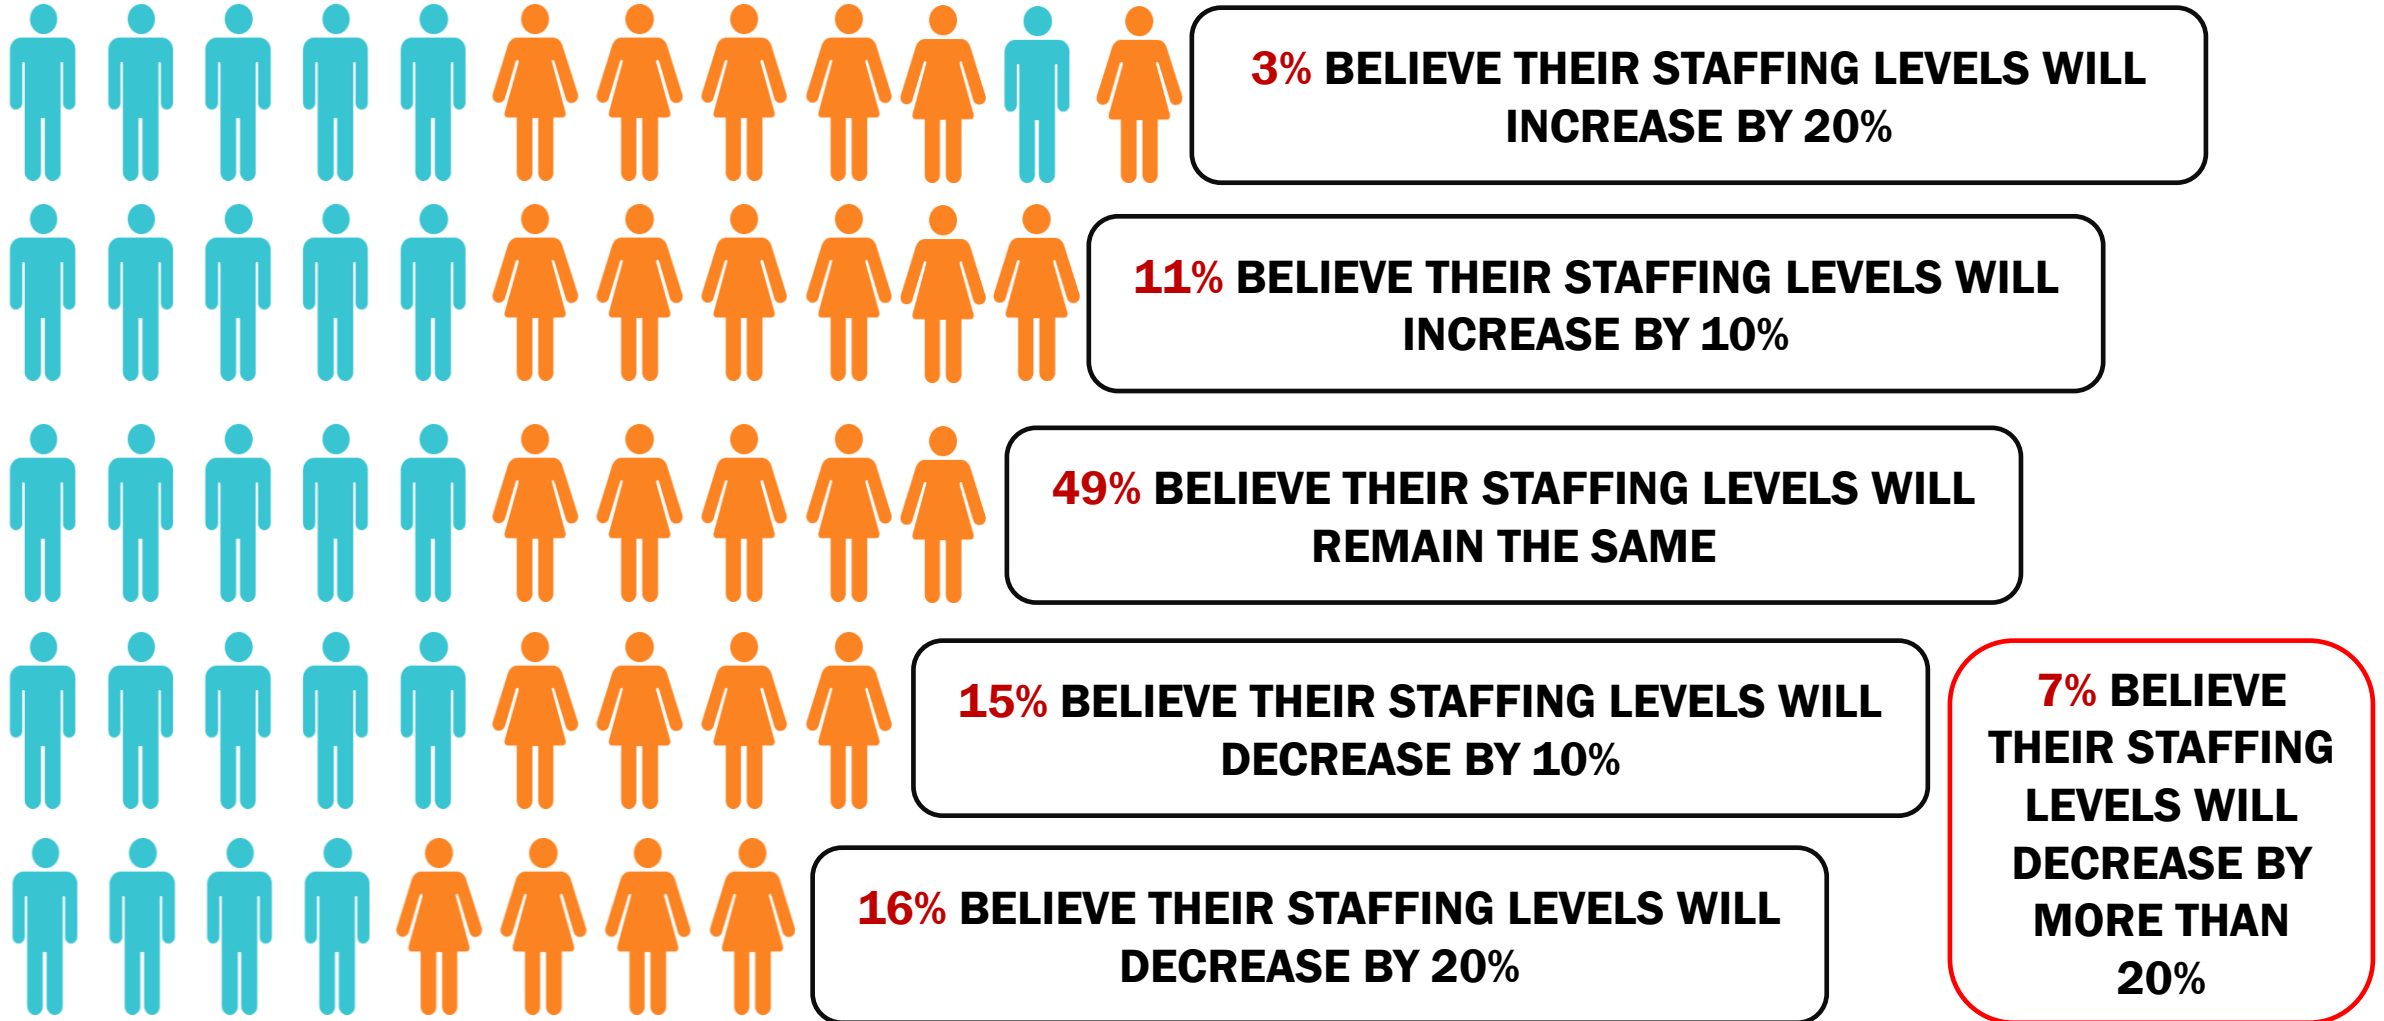 3% BELIEVE THEIR STAFFING LEVELS WILL
INCREASE BY 20%
11% BELIEVE THEIR STAFFING LEVELS WILL
INCREASE BY 10%
49% BELIEVE THEIR STAFFING LEVELS WILL
REMAIN THE SAME
15% BELIEVE THEIR STAFFING LEVELS WILL
DECREASE BY 10%
7% BELIEVE
THEIR STAFFING
LEVELS WILL
DECREASE BY
MORE THAN
20%
16% BELIEVE THEIR STAFFING LEVELS WILL
DECREASE BY 20%